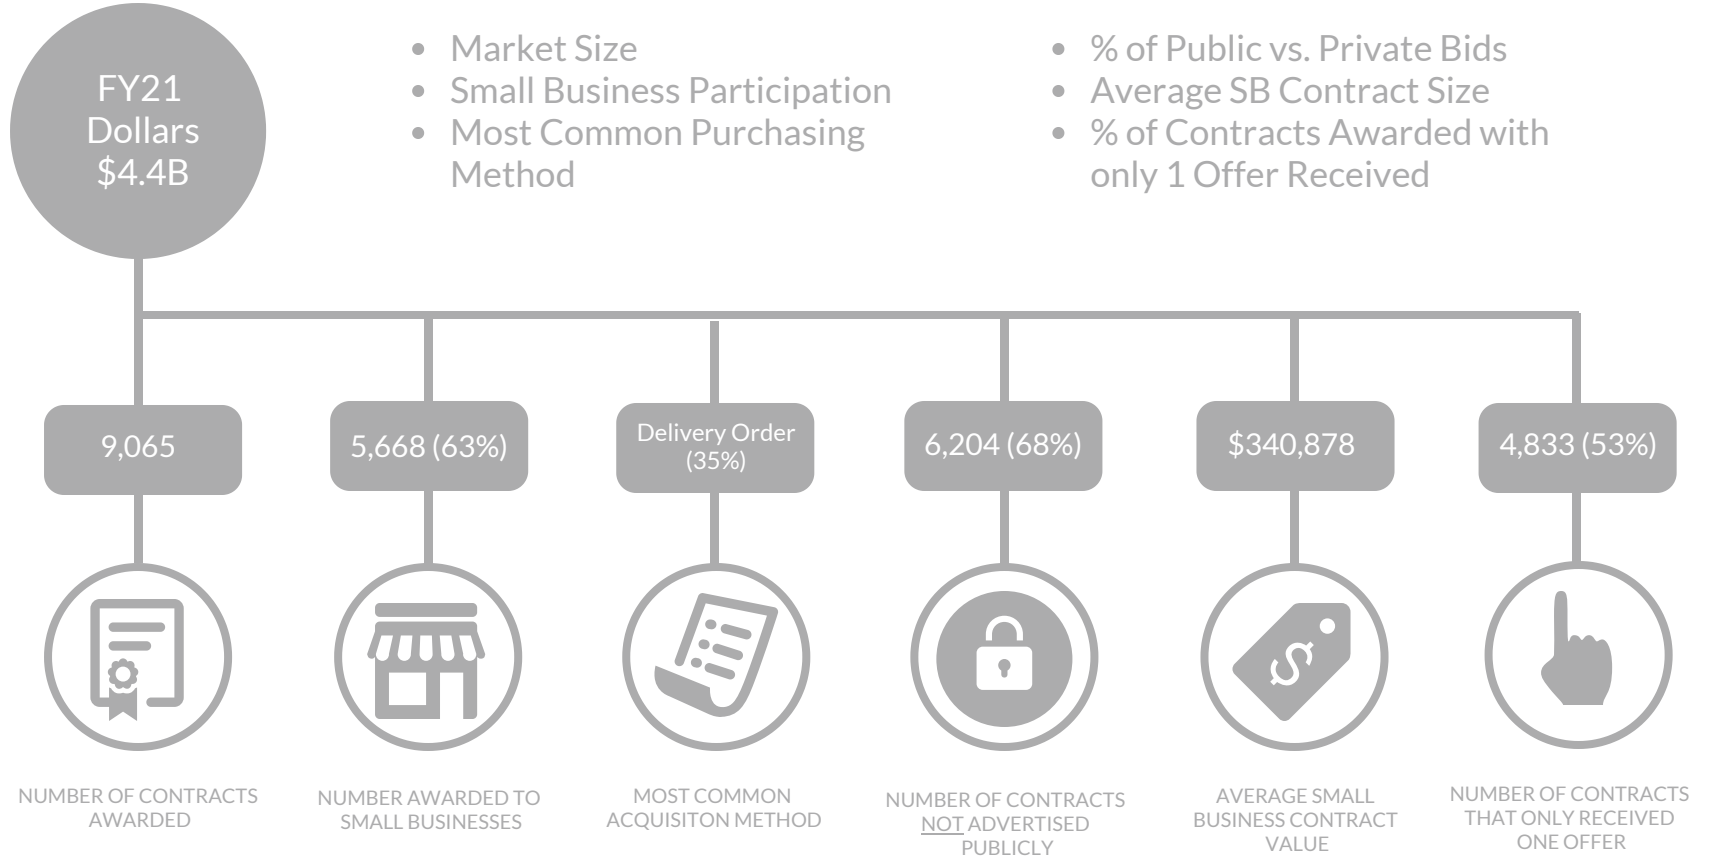 FY21
Dollars
$4.4B
• Market Size
• Small Business Participation
• Most Common Purchasing
Method
• % of Public vs. Private Bids
• Average SB Contract Size
• % of Contracts Awarded with
only 1 Offer Received
9,065
5,668 (63%)
Delivery Order
(35%)
6,204 (68%)
$340,878
4,833 (53%)
$
NUMBER OF CONTRACTS
AWARDED
NUMBER AWARDED TO
SMALL BUSINESSES
MOST COMMON
ACQUISITON METHOD
NUMBER OF CONTRACTS
NOT ADVERTISED
PUBLICLY
AVERAGE SMALL
BUSINESS CONTRACT
VALUE
NUMBER OF CONTRACTS
THAT ONLY RECEIVED
ONE OFFER